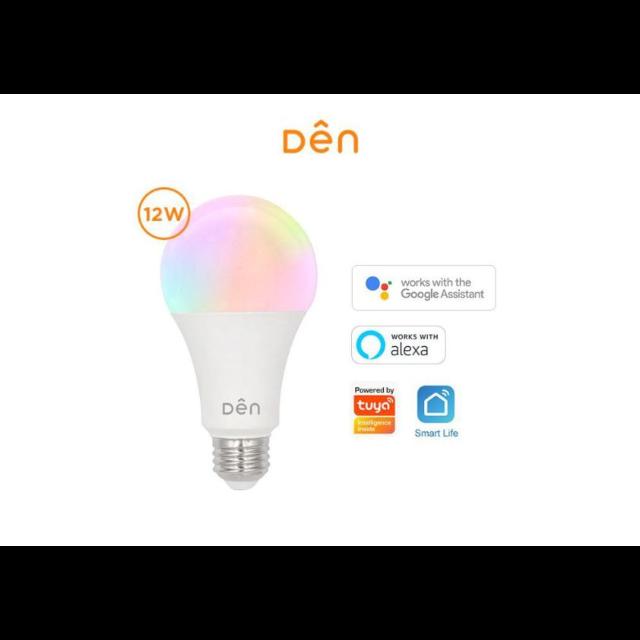 Dên
12W
works with the
Google Assistant
WORKS WITH
alexa
Dên
Powered by
tuya
Intelligence
Inside
Smart Life